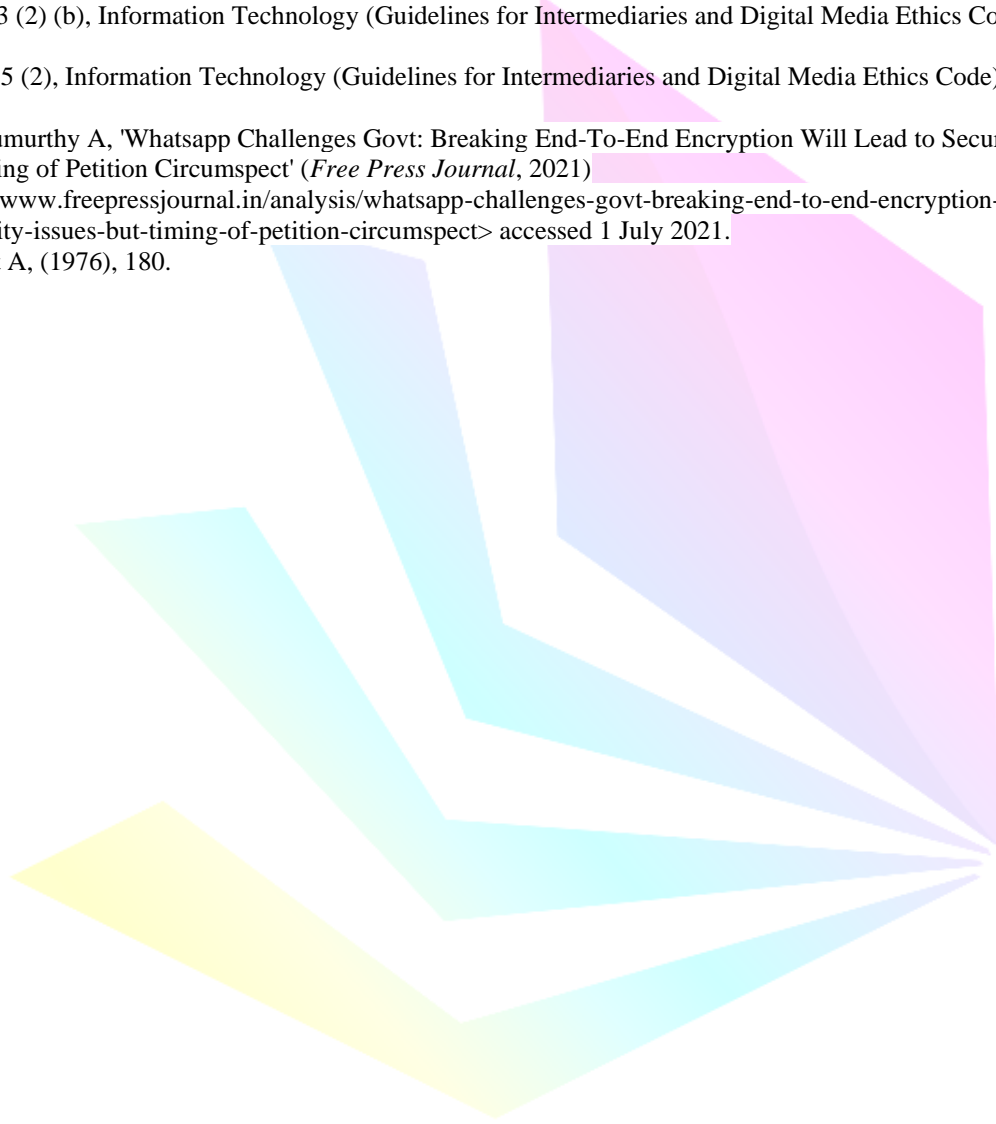 3 (2) (b), Information Technology (Guidelines for Intermediaries and Digital Media Ethics Co
5 (2), Information Technology (Guidelines for Intermediaries and Digital Media Ethics Code)
umurthy A, 'Whatsapp Challenges Govt: Breaking End-To-End Encryption Will Lead to Secur
ing of Petition Circumspect' (Free Press Journal, 2021)
www.freepressjournal.in/analysis/whatsapp-challenges-govt-breaking-end-to-end-encryption-
ity-issues-but-timing-of-petition-circumspect> accessed 1 July 2021.
A, (1976), 180.